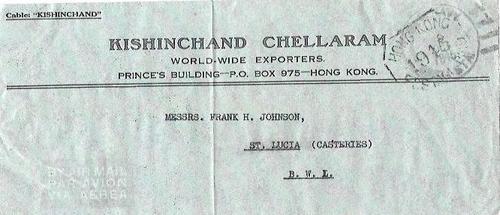 Cable: "KISHINCHAND"
KISHINCHAND CHELLARAM
WORLD-WIDE EXPORTERS.
PRINCE'S BUILDING—P.O. BOX 975—HONG KONG.
HONG KONG
MESSRS. FRANK H. JOHNSON,
ST. LUCIA (CASTERIES)
B. W. I.
BY AIR MAIL
PAR AVION
VIA AEREA